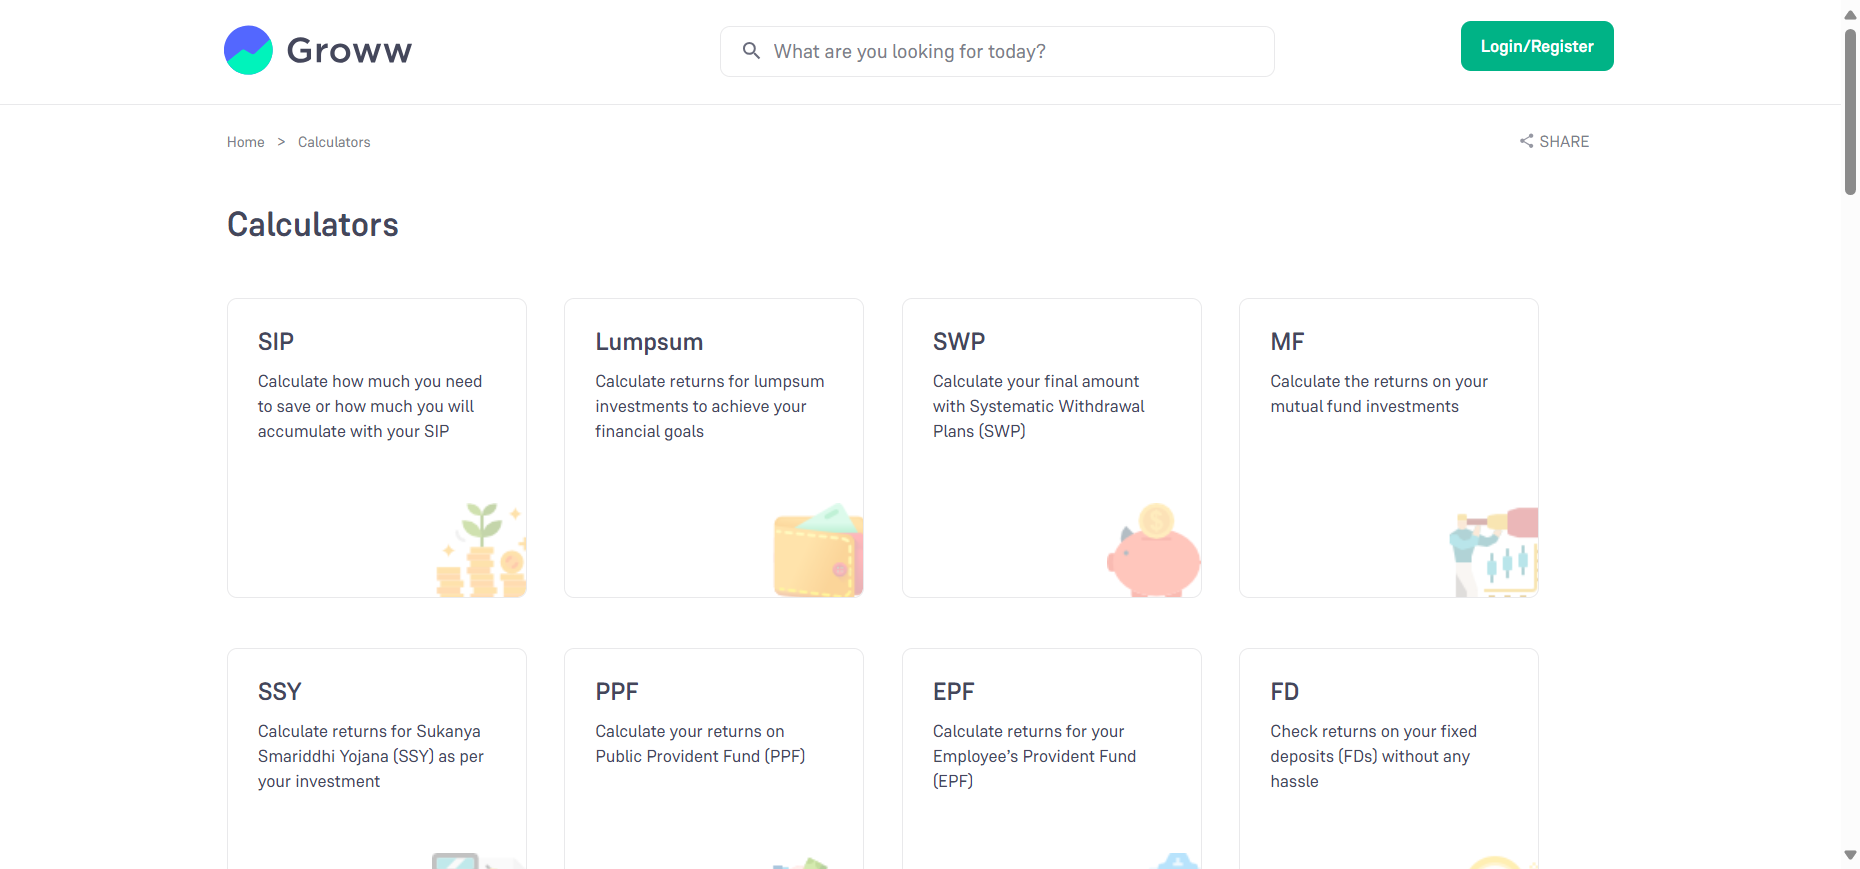 Groww
What are you looking for today?
Login/Register
Home > Calculators
SHARE
Calculators
SIP
Calculate how much you need
to save or how much you will
accumulate with your SIP
Lumpsum
Calculate returns for lumpsum
investments to achieve your
financial goals
SWP
Calculate your final amount
with Systematic Withdrawal
Plans (SWP)
MF
Calculate the returns on your
mutual fund investments
SSY
Calculate returns for Sukanya
Smariddhi Yojana (SSY) as per
your investment
PPF
Calculate your returns on
Public Provident Fund (PPF)
EPF
Calculate returns for your
Employee’s Provident Fund
(EPF)
FD
Check returns on your fixed
deposits (FDs) without any
hassle